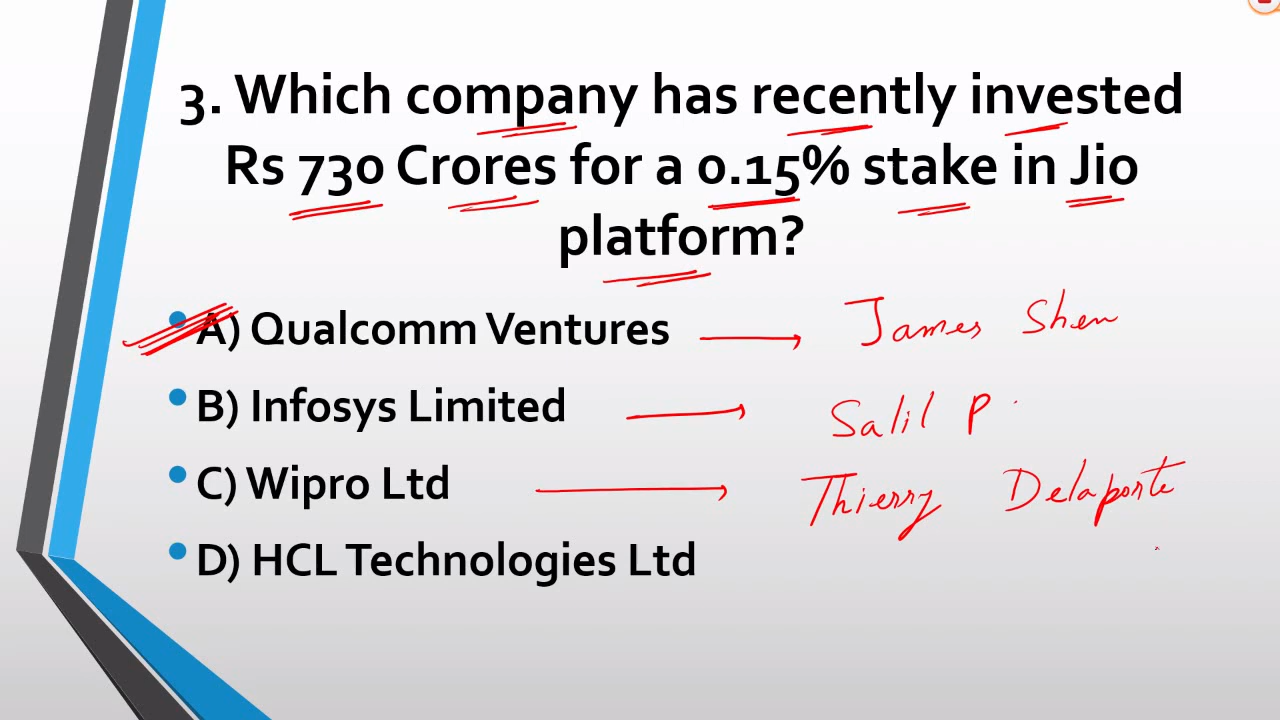 3. Which company has recently invested
Rs 730 Crores for a 0.15% stake in Jio
platform?
A) Qualcomm Ventures James Shen
B) Infosys Limited Salil P
C) Wipro Ltd Thierry Delaporte
D) HCL Technologies Ltd